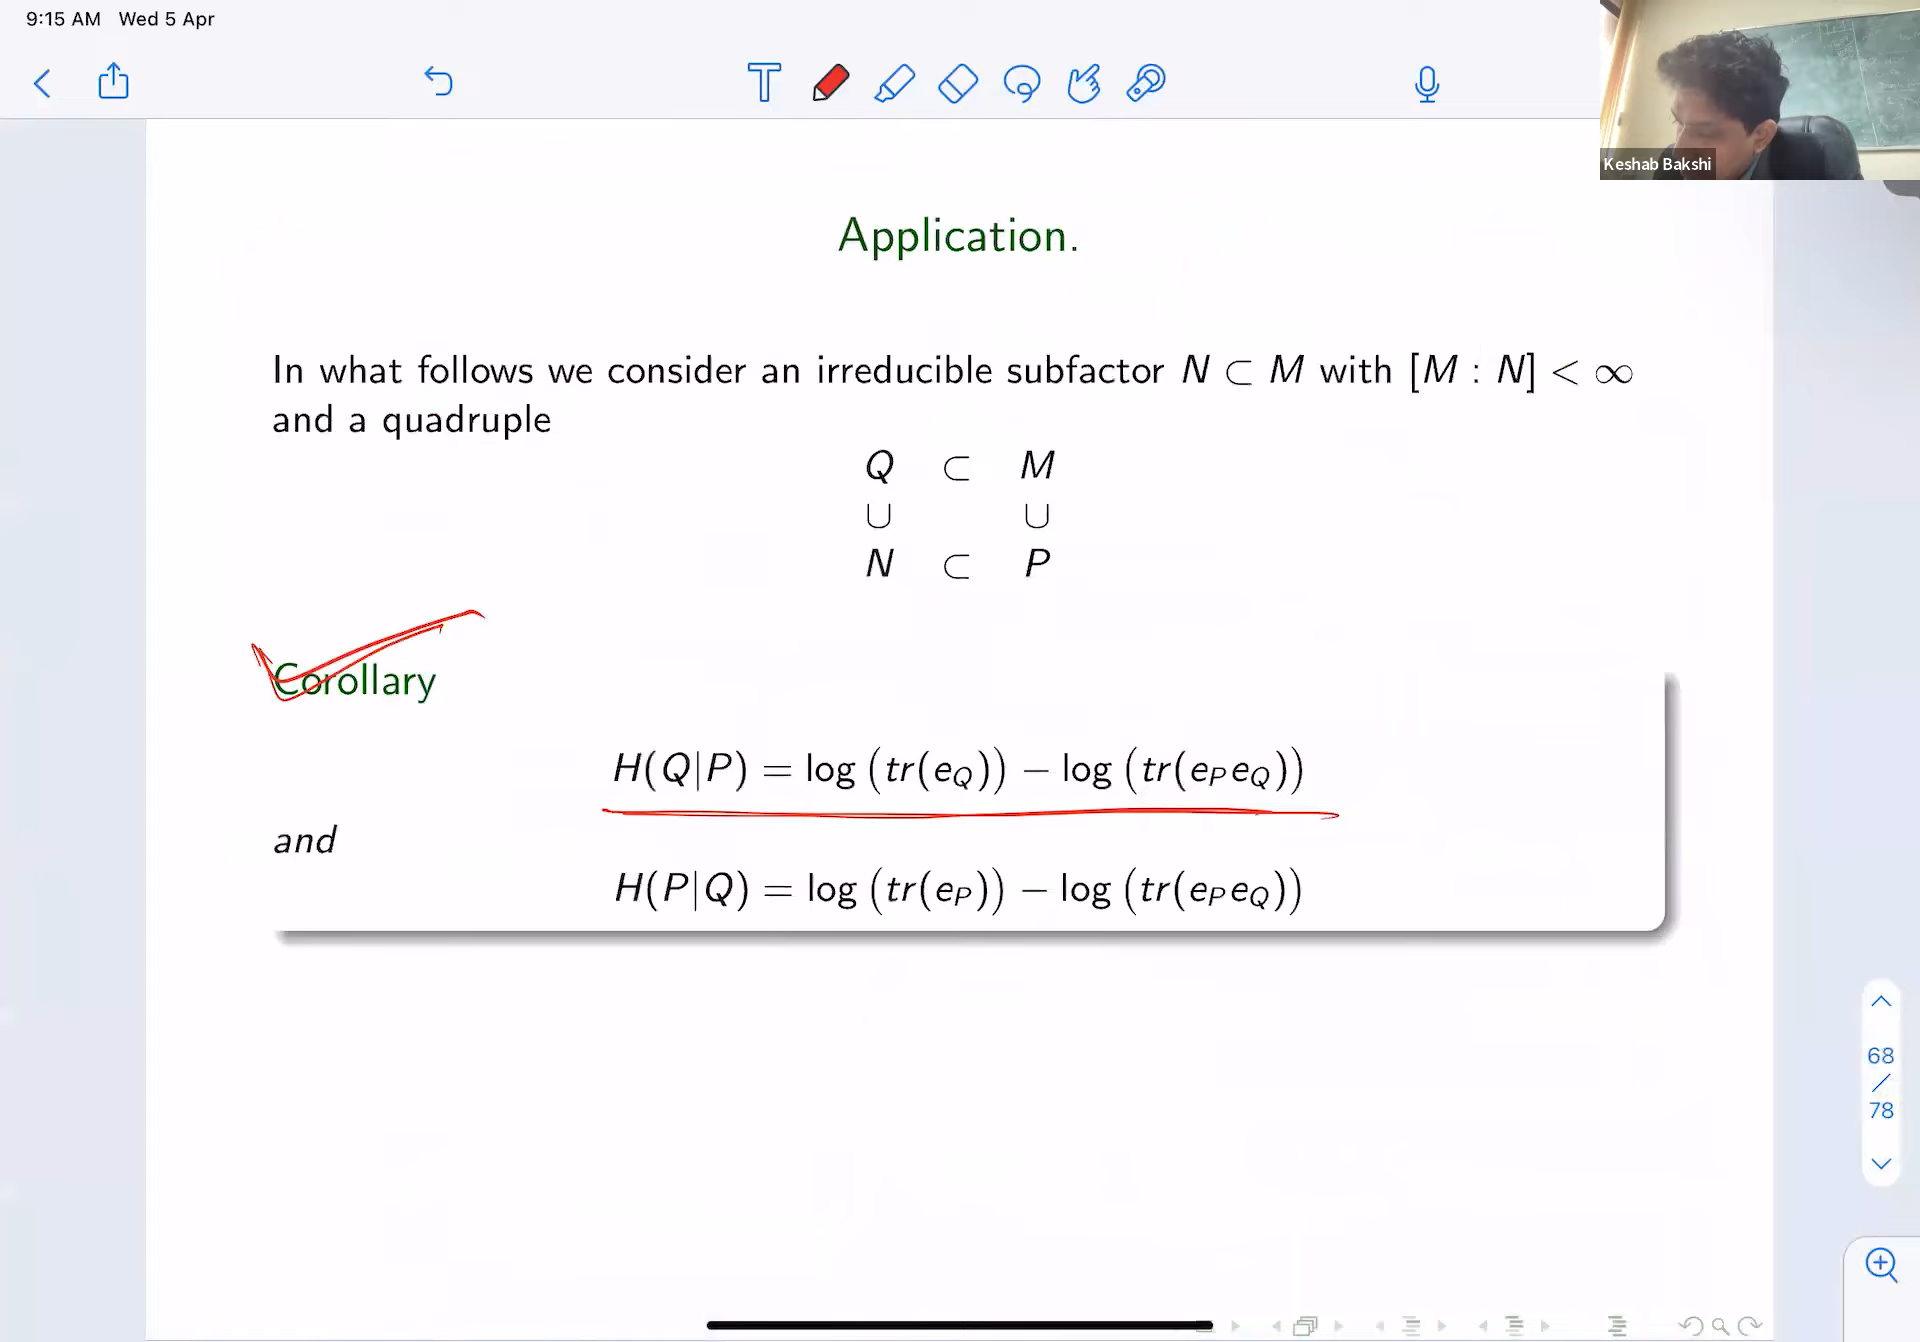 9:15 AM Wed 5 Apr
Keshab Bakshi
Application.
In what follows we consider an irreducible subfactor N ⊂ M with [M : N] < ∞
and a quadruple
Q ⊂ M
∪ ∪
N ⊂ P
Corollary
H(Q|P) = log (tr(e_Q)) − log (tr(e_P e_Q))
and
H(P|Q) = log (tr(e_P)) − log (tr(e_P e_Q))
68
/
78